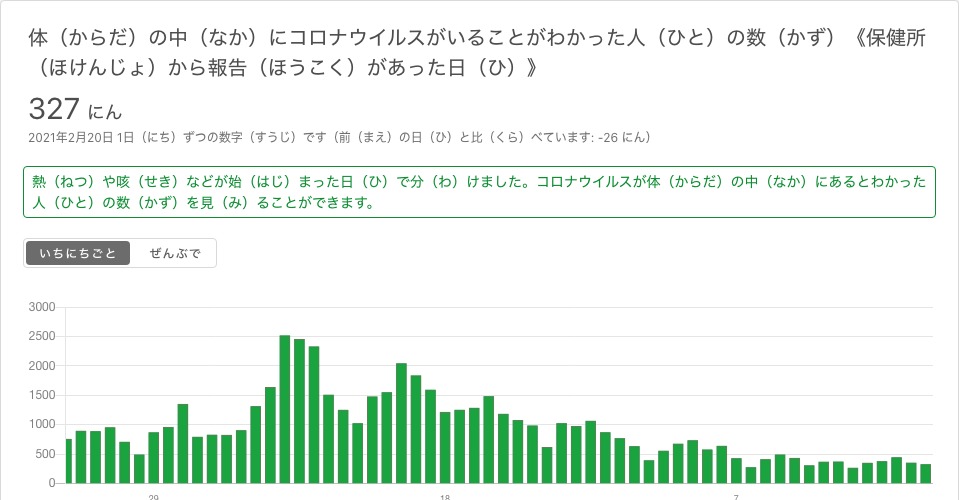 体（からだ）の中（なか）にコロナウイルスがいることがわかった人（ひと）の数（かず）《保健所
（ほけんじょ）から報告（ほうこく）があった日（ひ）》
327 にん
2021年2月20日 1日（にち）ずつの数字（すうじ）です（前（まえ）の日（ひ）と比（くら）べています: -26 にん）
熱（ねつ）や咳（せき）などが始（はじ）まった日（ひ）で分（わ）けました。コロナウイルスが体（からだ）の中（なか）にあるとわかった
人（ひと）の数（かず）を見（み）ることができます。
いちにちごと ぜんぶで
3000
2500
2000
1500
1000
500
0
29 18 7